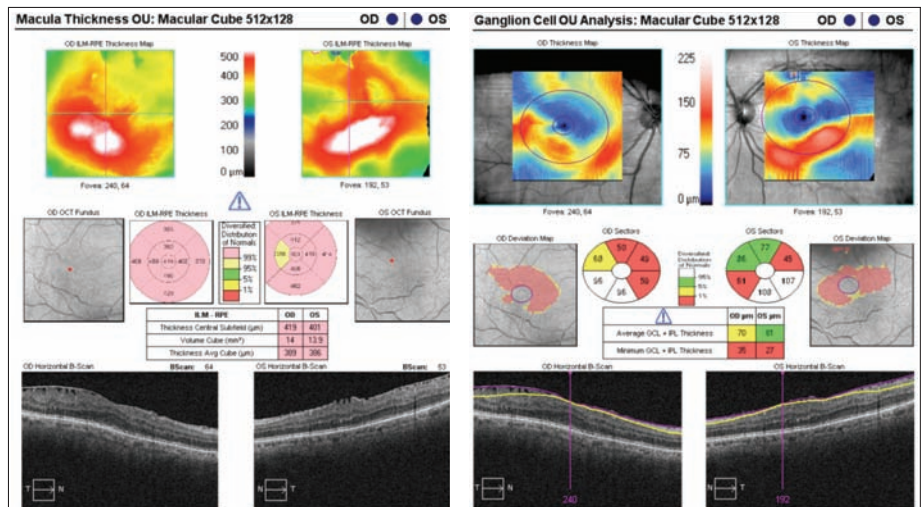 Macula Thickness OU: Macular Cube 512x128 OD OS
OD ILM-RPE Thickness Map
OS ILM-RPE Thickness Map
500
400
300
200
100
0 µm
Fovea: 240, 64
Fovea: 192, 53
OD OCT Fundus
OD ILM-RPE Thickness
Diversified:
Distribution
of Normals
99%
95%
5%
1%
OS ILM-RPE Thickness
OS OCT Fundus
ILM - RPE OD OS
Thickness Central Subfield (µm) 419 401
Volume Cube (mm³) 14 13.9
Thickness Avg Cube (µm) 389 386
OD Horizontal B-Scan BScan: 64
OS Horizontal B-Scan BScan: 53
T N
N T
Ganglion Cell OU Analysis: Macular Cube 512x128 OD OS
OD Thickness Map
OS Thickness Map
225
150
75
0 µm
Fovea: 240, 64
Fovea: 192, 53
OD Deviation Map
OD Sectors
50
68 49
96 59
95
Diversified:
Distribution
of Normals
95%
5%
1%
OS Sectors
77
86 45
61 107
108
OS Deviation Map
OD µm OS µm
Average GCL + IPL Thickness 70 81
Minimum GCL + IPL Thickness 35 27
OD Horizontal B-Scan
OS Horizontal B-Scan
T N
240
N T
192